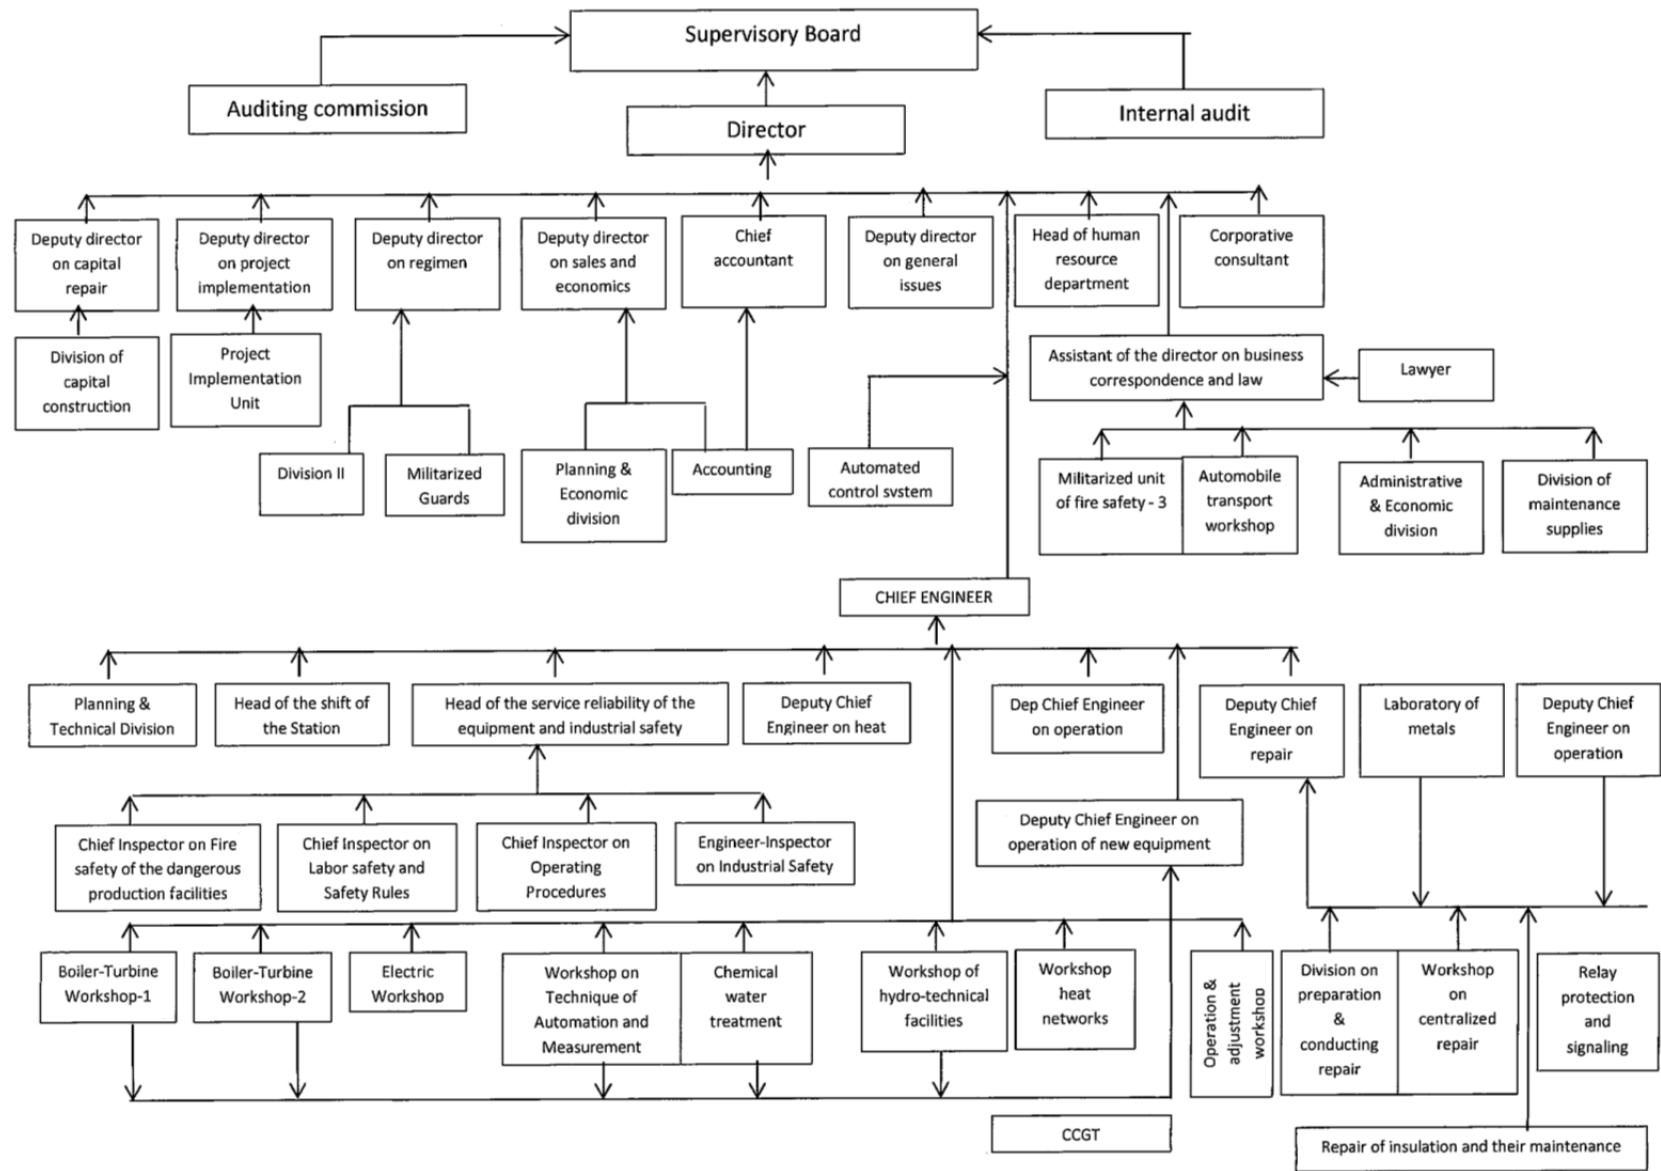 Supervisory Board
Auditing commission
Internal audit
Director
Deputy director
on capital
repair
Deputy director
on project
implementation
Deputy director
on regimen
Deputy director
on sales and
economics
Chief
accountant
Deputy director
on general
issues
Head of human
resource
department
Corporative
consultant
Division of
capital
construction
Project
Implementation
Unit
Assistant of the director on business
correspondence and law
Lawyer
Division II
Militarized
Guards
Planning &
Economic
division
Accounting
Automated
control system
Militarized unit
of fire safety - 3
Automobile
transport
workshop
Administrative
& Economic
division
Division of
maintenance
supplies
CHIEF ENGINEER
Planning &
Technical Division
Head of the shift of
the Station
Head of the service reliability of the
equipment and industrial safety
Deputy Chief
Engineer on heat
Dep Chief Engineer
on operation
Deputy Chief
Engineer on
repair
Laboratory of
metals
Deputy Chief
Engineer on
operation
Deputy Chief Engineer on
operation of new equipment
Chief Inspector on Fire
safety of the dangerous
production facilities
Chief Inspector on
Labor safety and
Safety Rules
Chief Inspector on
Operating
Procedures
Engineer-Inspector
on Industrial Safety
Boiler-Turbine
Workshop-1
Boiler-Turbine
Workshop-2
Electric
Workshop
Workshop on
Technique of
Automation and
Measurement
Chemical
water
treatment
Workshop of
hydro-technical
facilities
Workshop
heat
networks
Operation &
adjustment
workshop
Division on
preparation
&
conducting
repair
Workshop
on
centralized
repair
Relay
protection
and
signaling
CCGT
Repair of insulation and their maintenance